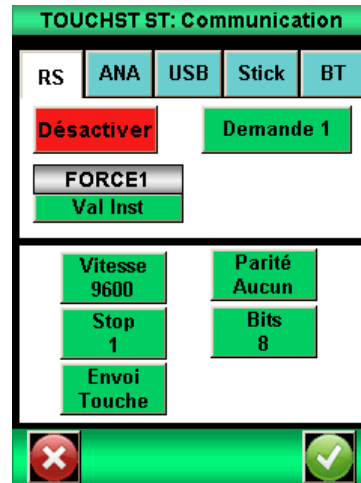 TOUCHST ST: Communication
RS ANA USB Stick BT
Désactiver Demande 1
FORCE1
Val Inst
Vitesse Parité
9600 Aucun
Stop Bits
1 8
Envoi
Touche